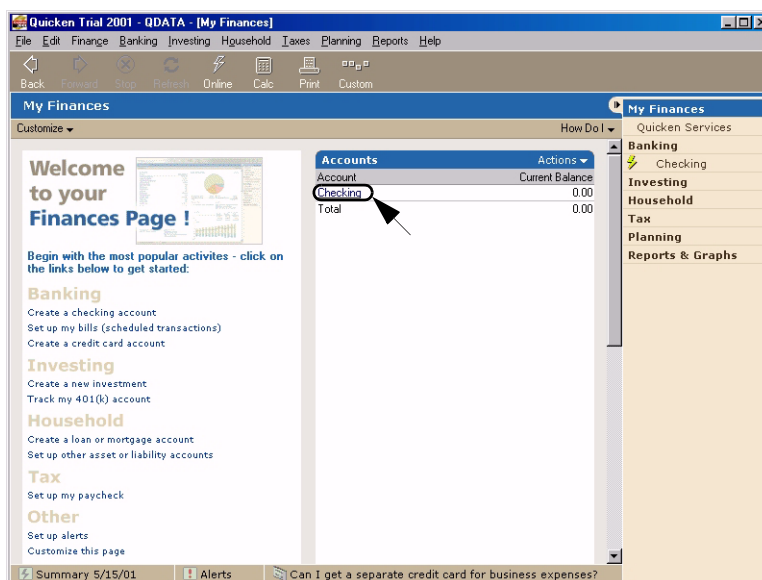 Quicken Trial 2001 - QDATA - [My Finances]
File Edit Finance Banking Investing Household Taxes Planning Reports Help
Back Forward Stop Refresh Online Calc Print Custom
My Finances
Customize
How Do I
Welcome
to your
Finances Page !
Begin with the most popular activites - click on
the links below to get started:
Banking
Create a checking account
Set up my bills (scheduled transactions)
Create a credit card account
Investing
Create a new investment
Track my 401(k) account
Household
Create a loan or mortgage account
Set up other asset or liability accounts
Tax
Set up my paycheck
Other
Set up alerts
Customize this page
Accounts Actions
Account Current Balance
Checking 0.00
Total 0.00
My Finances
Quicken Services
Banking
Checking
Investing
Household
Tax
Planning
Reports & Graphs
Summary 5/15/01 Alerts Can I get a separate credit card for business expenses?